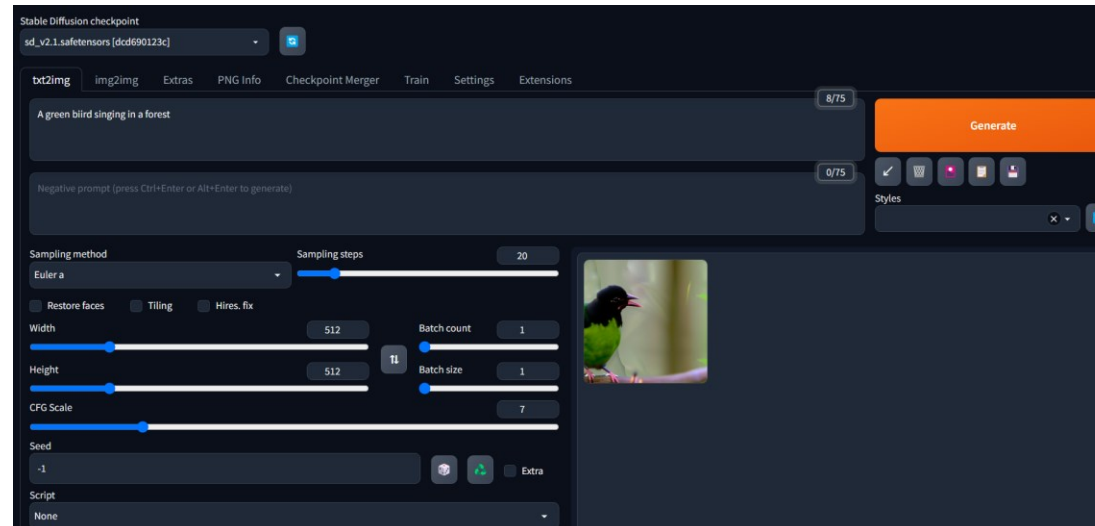 Stable Diffusion checkpoint
sd_v2.1.safetensors [dcd690123c]
txt2img img2img Extras PNG Info Checkpoint Merger Train Settings Extensions
A green biird singing in a forest
8/75
Generate
Negative prompt (press Ctrl+Enter or Alt+Enter to generate)
0/75
Styles
Sampling method
Euler a
Sampling steps
20
Restore faces Tiling Hires. fix
Width
512
Batch count
1
Height
512
Batch size
1
CFG Scale
7
Seed
-1
Extra
Script
None